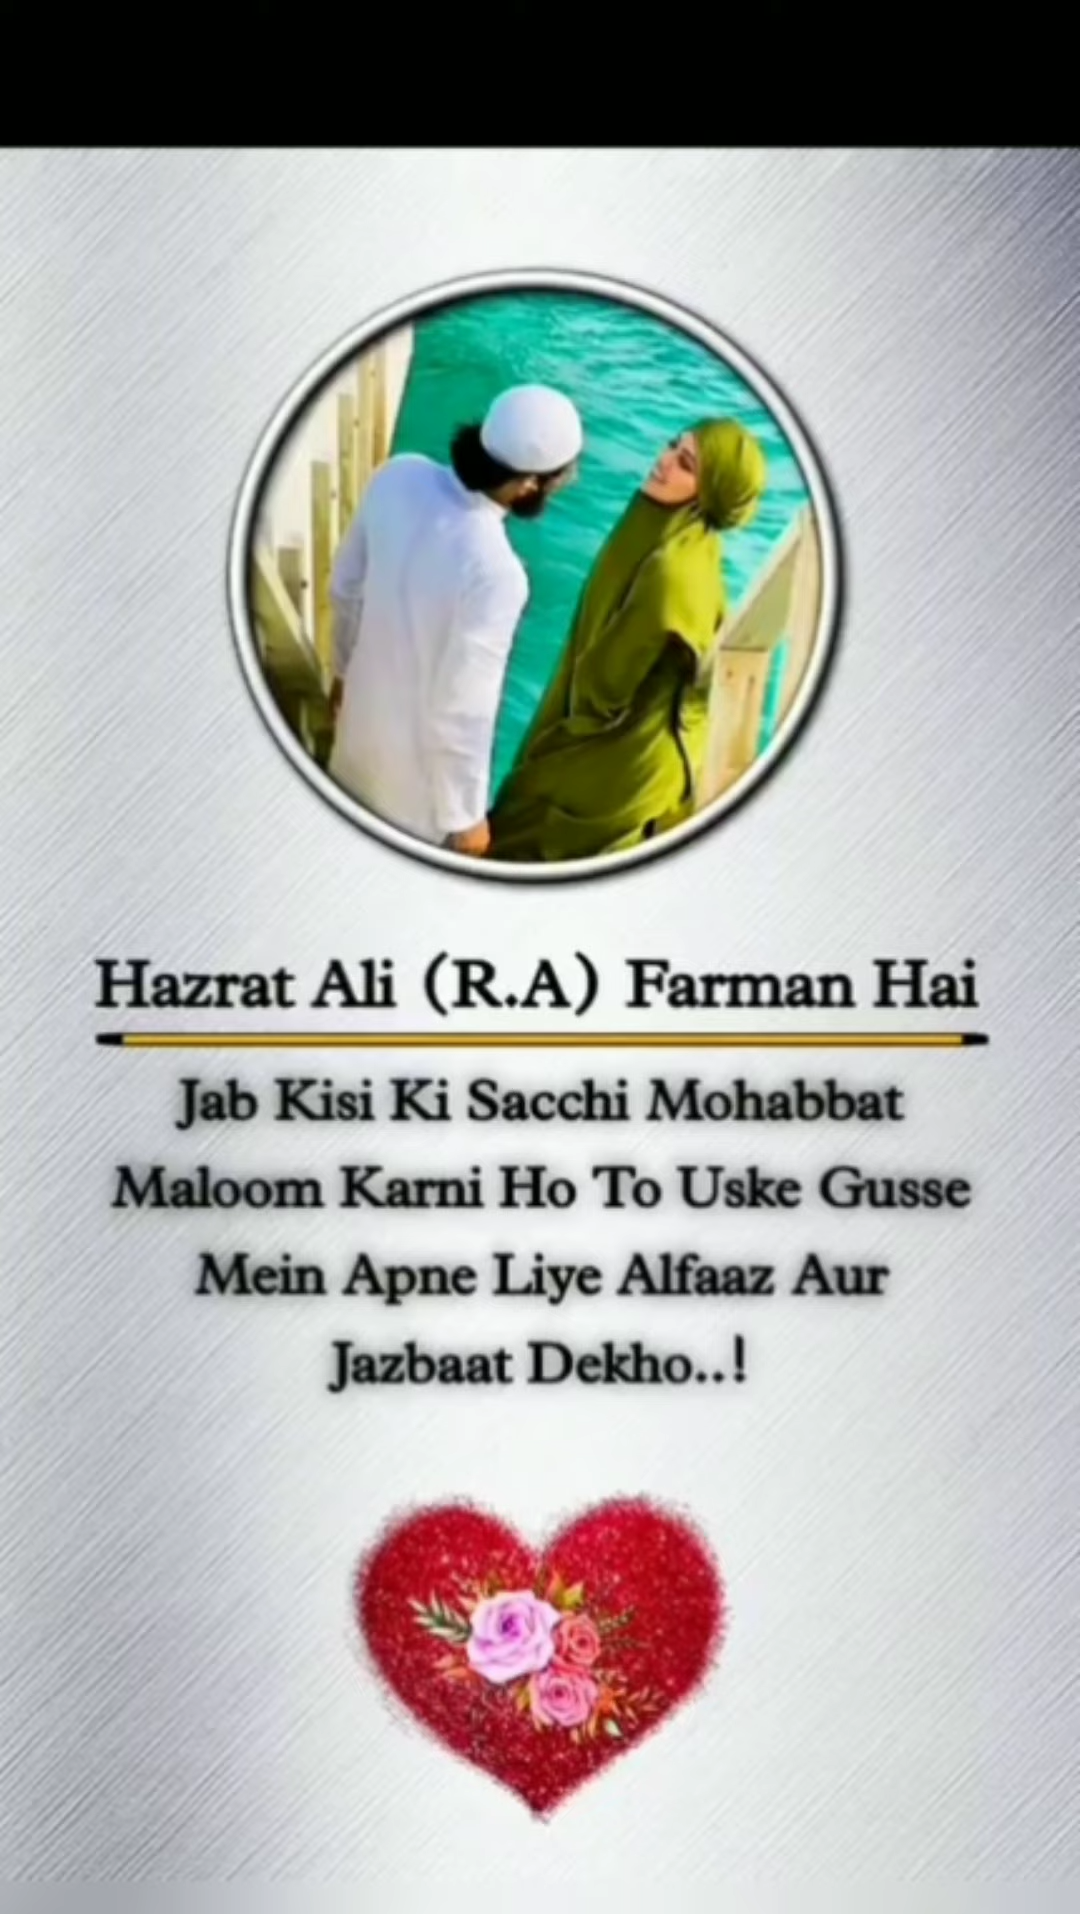 Hazrat Ali (R.A) Farman Hai
Jab Kisi Ki Sacchi Mohabbat
Maloom Karni Ho To Uske Gusse
Mein Apne Liye Alfaaz Aur
Jazbaat Dekho..!